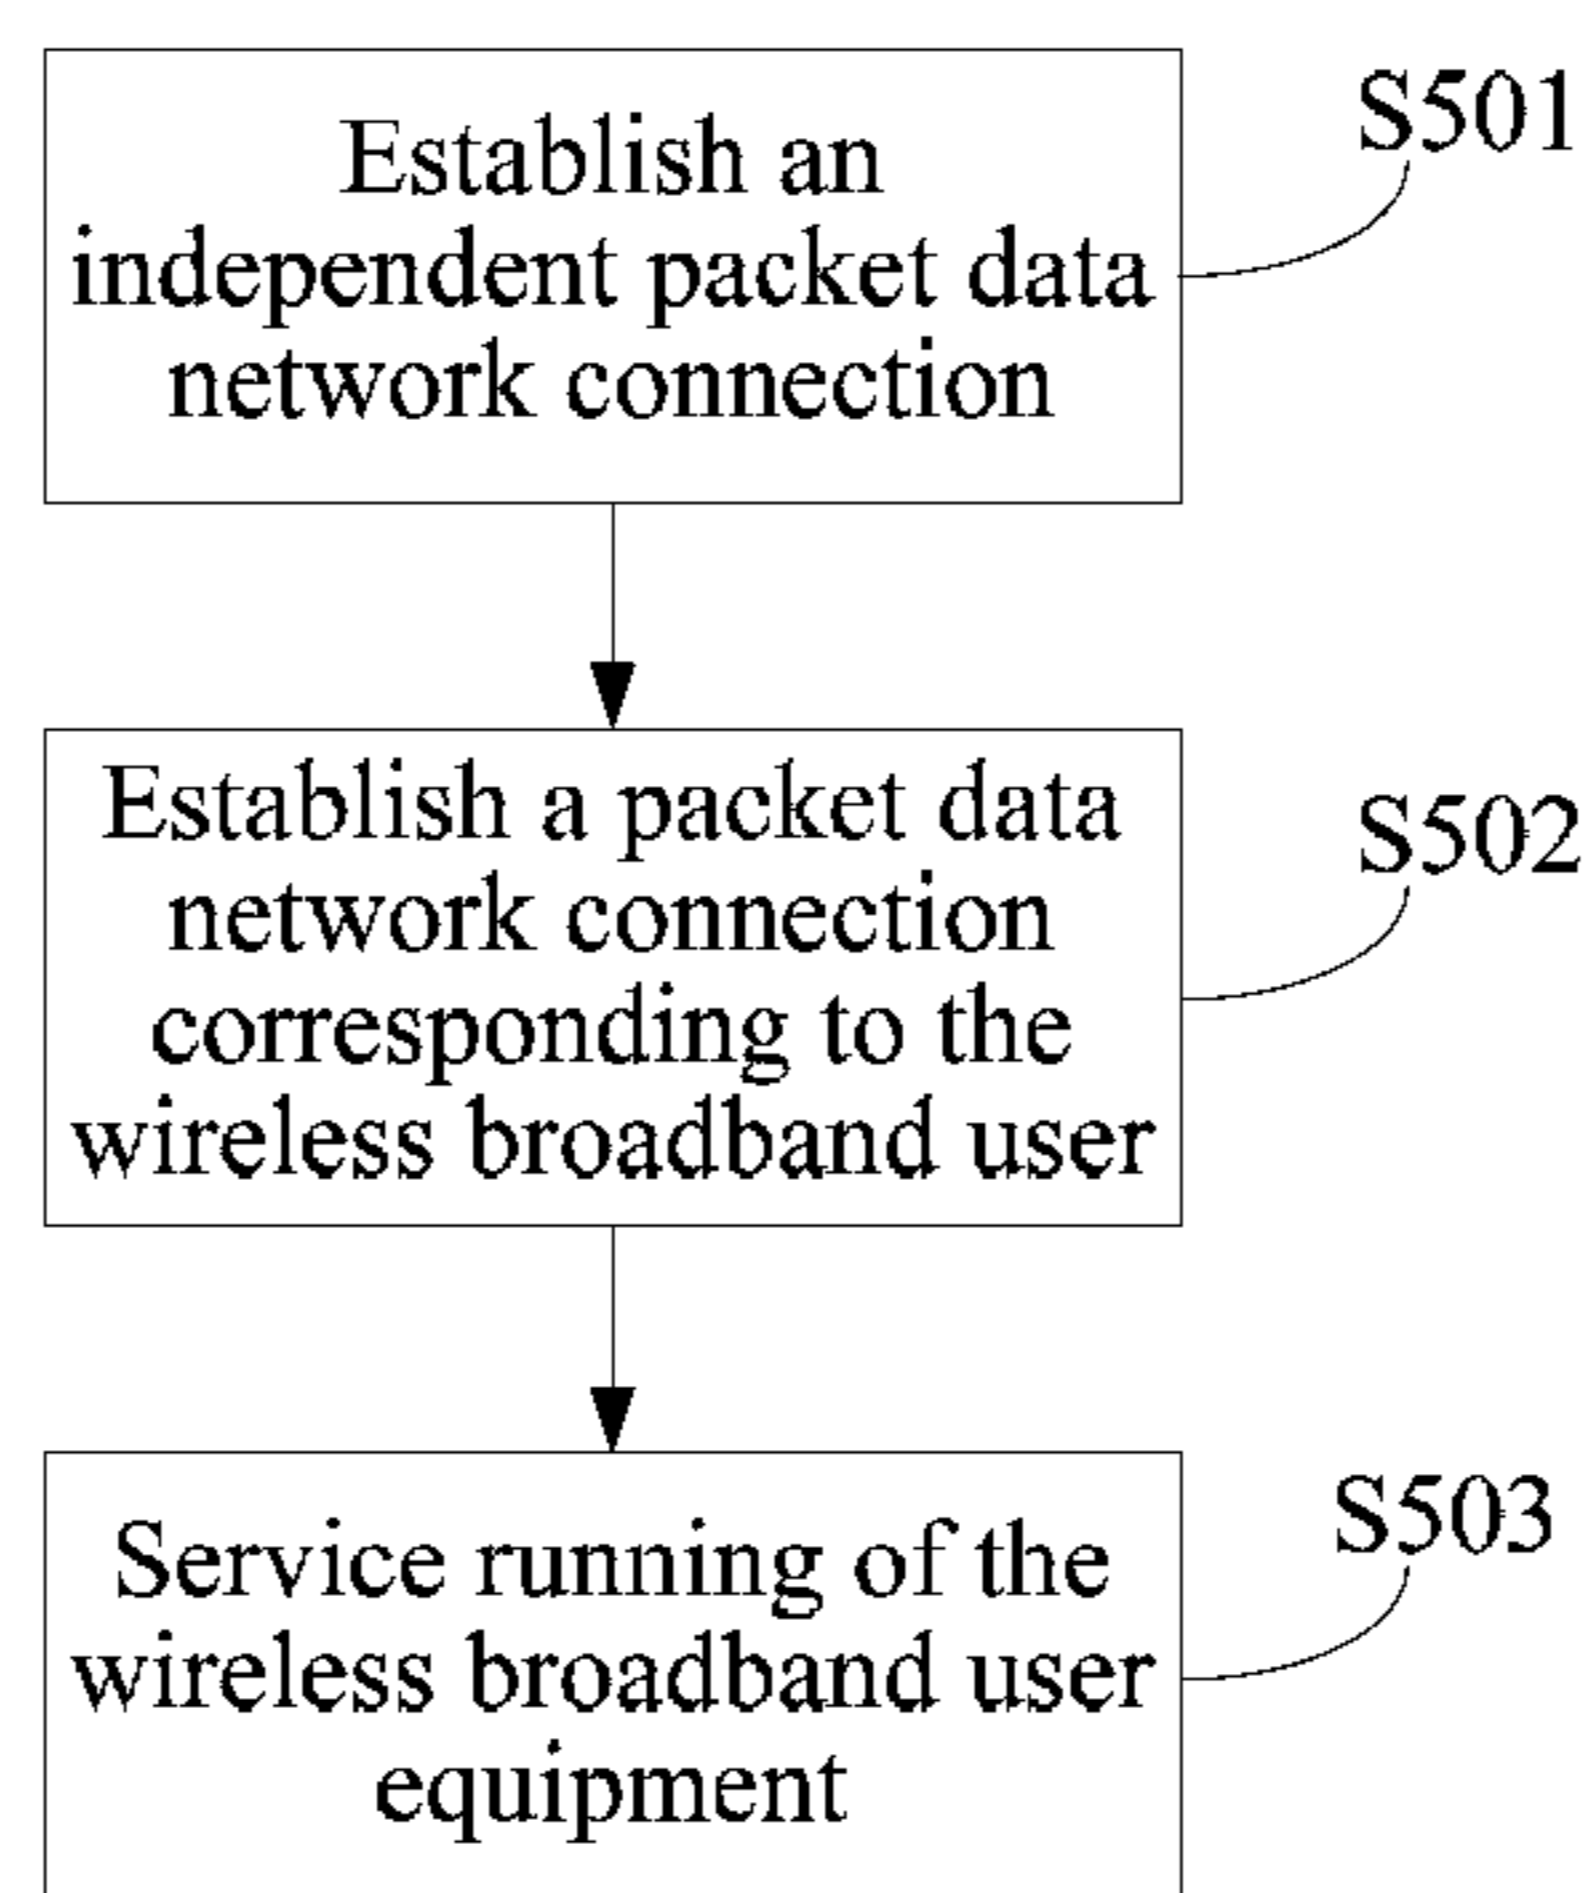 Establish an
independent packet data
network connection
S501
Establish a packet data
network connection
corresponding to the
wireless broadband user
S502
Service running of the
wireless broadband user
equipment
S503